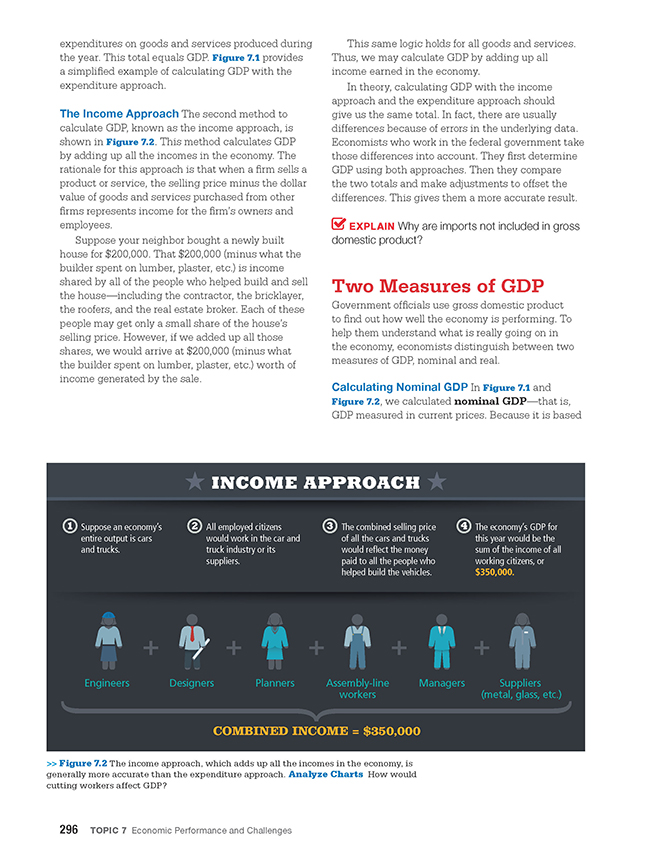 expenditures on goods and services produced during
the year. This total equals GDP. Figure 7.1 provides
a simplified example of calculating GDP with the
expenditure approach.
The Income Approach The second method to
calculate GDP, known as the income approach, is
shown in Figure 7.2. This method calculates GDP
by adding up all the incomes in the economy. The
rationale for this approach is that when a firm sells a
product or service, the selling price minus the dollar
value of goods and services purchased from other
firms represents income for the firm's owners and
employees.
Suppose your neighbor bought a newly built
house for $200,000. That $200,000 (minus what the
builder spent on lumber, plaster, etc.) is income
shared by all of the people who helped build and sell
the house—including the contractor, the bricklayer,
the roofers, and the real estate broker. Each of these
people may get only a small share of the house's
selling price. However, if we added up all those
shares, we would arrive at $200,000 (minus what
the builder spent on lumber, plaster, etc.) worth of
income generated by the sale.
This same logic holds for all goods and services.
Thus, we may calculate GDP by adding up all
income earned in the economy.
In theory, calculating GDP with the income
approach and the expenditure approach should
give us the same total. In fact, there are usually
differences because of errors in the underlying data.
Economists who work in the federal government take
those differences into account. They first determine
GDP using both approaches. Then they compare
the two totals and make adjustments to offset the
differences. This gives them a more accurate result.
EXPLAIN Why are imports not included in gross
domestic product?
Two Measures of GDP
Government officials use gross domestic product
to find out how well the economy is performing. To
help them understand what is really going on in
the economy, economists distinguish between two
measures of GDP, nominal and real.
Calculating Nominal GDP In Figure 7.1 and
Figure 7.2, we calculated nominal GDP—that is,
GDP measured in current prices. Because it is based
INCOME APPROACH
1 Suppose an economy's
entire output is cars
and trucks.
2 All employed citizens
would work in the car and
truck industry or its
suppliers.
3 The combined selling price
of all the cars and trucks
would reflect the money
paid to all the people who
helped build the vehicles.
4 The economy's GDP for
this year would be the
sum of the income of all
working citizens, or
$350,000.
Engineers + Designers + Planners + Assembly-line
workers + Managers + Suppliers
(metal, glass, etc.)
COMBINED INCOME = $350,000
>> Figure 7.2 The income approach, which adds up all the incomes in the economy, is
generally more accurate than the expenditure approach. Analyze Charts How would
cutting workers affect GDP?
296 TOPIC 7 Economic Performance and Challenges